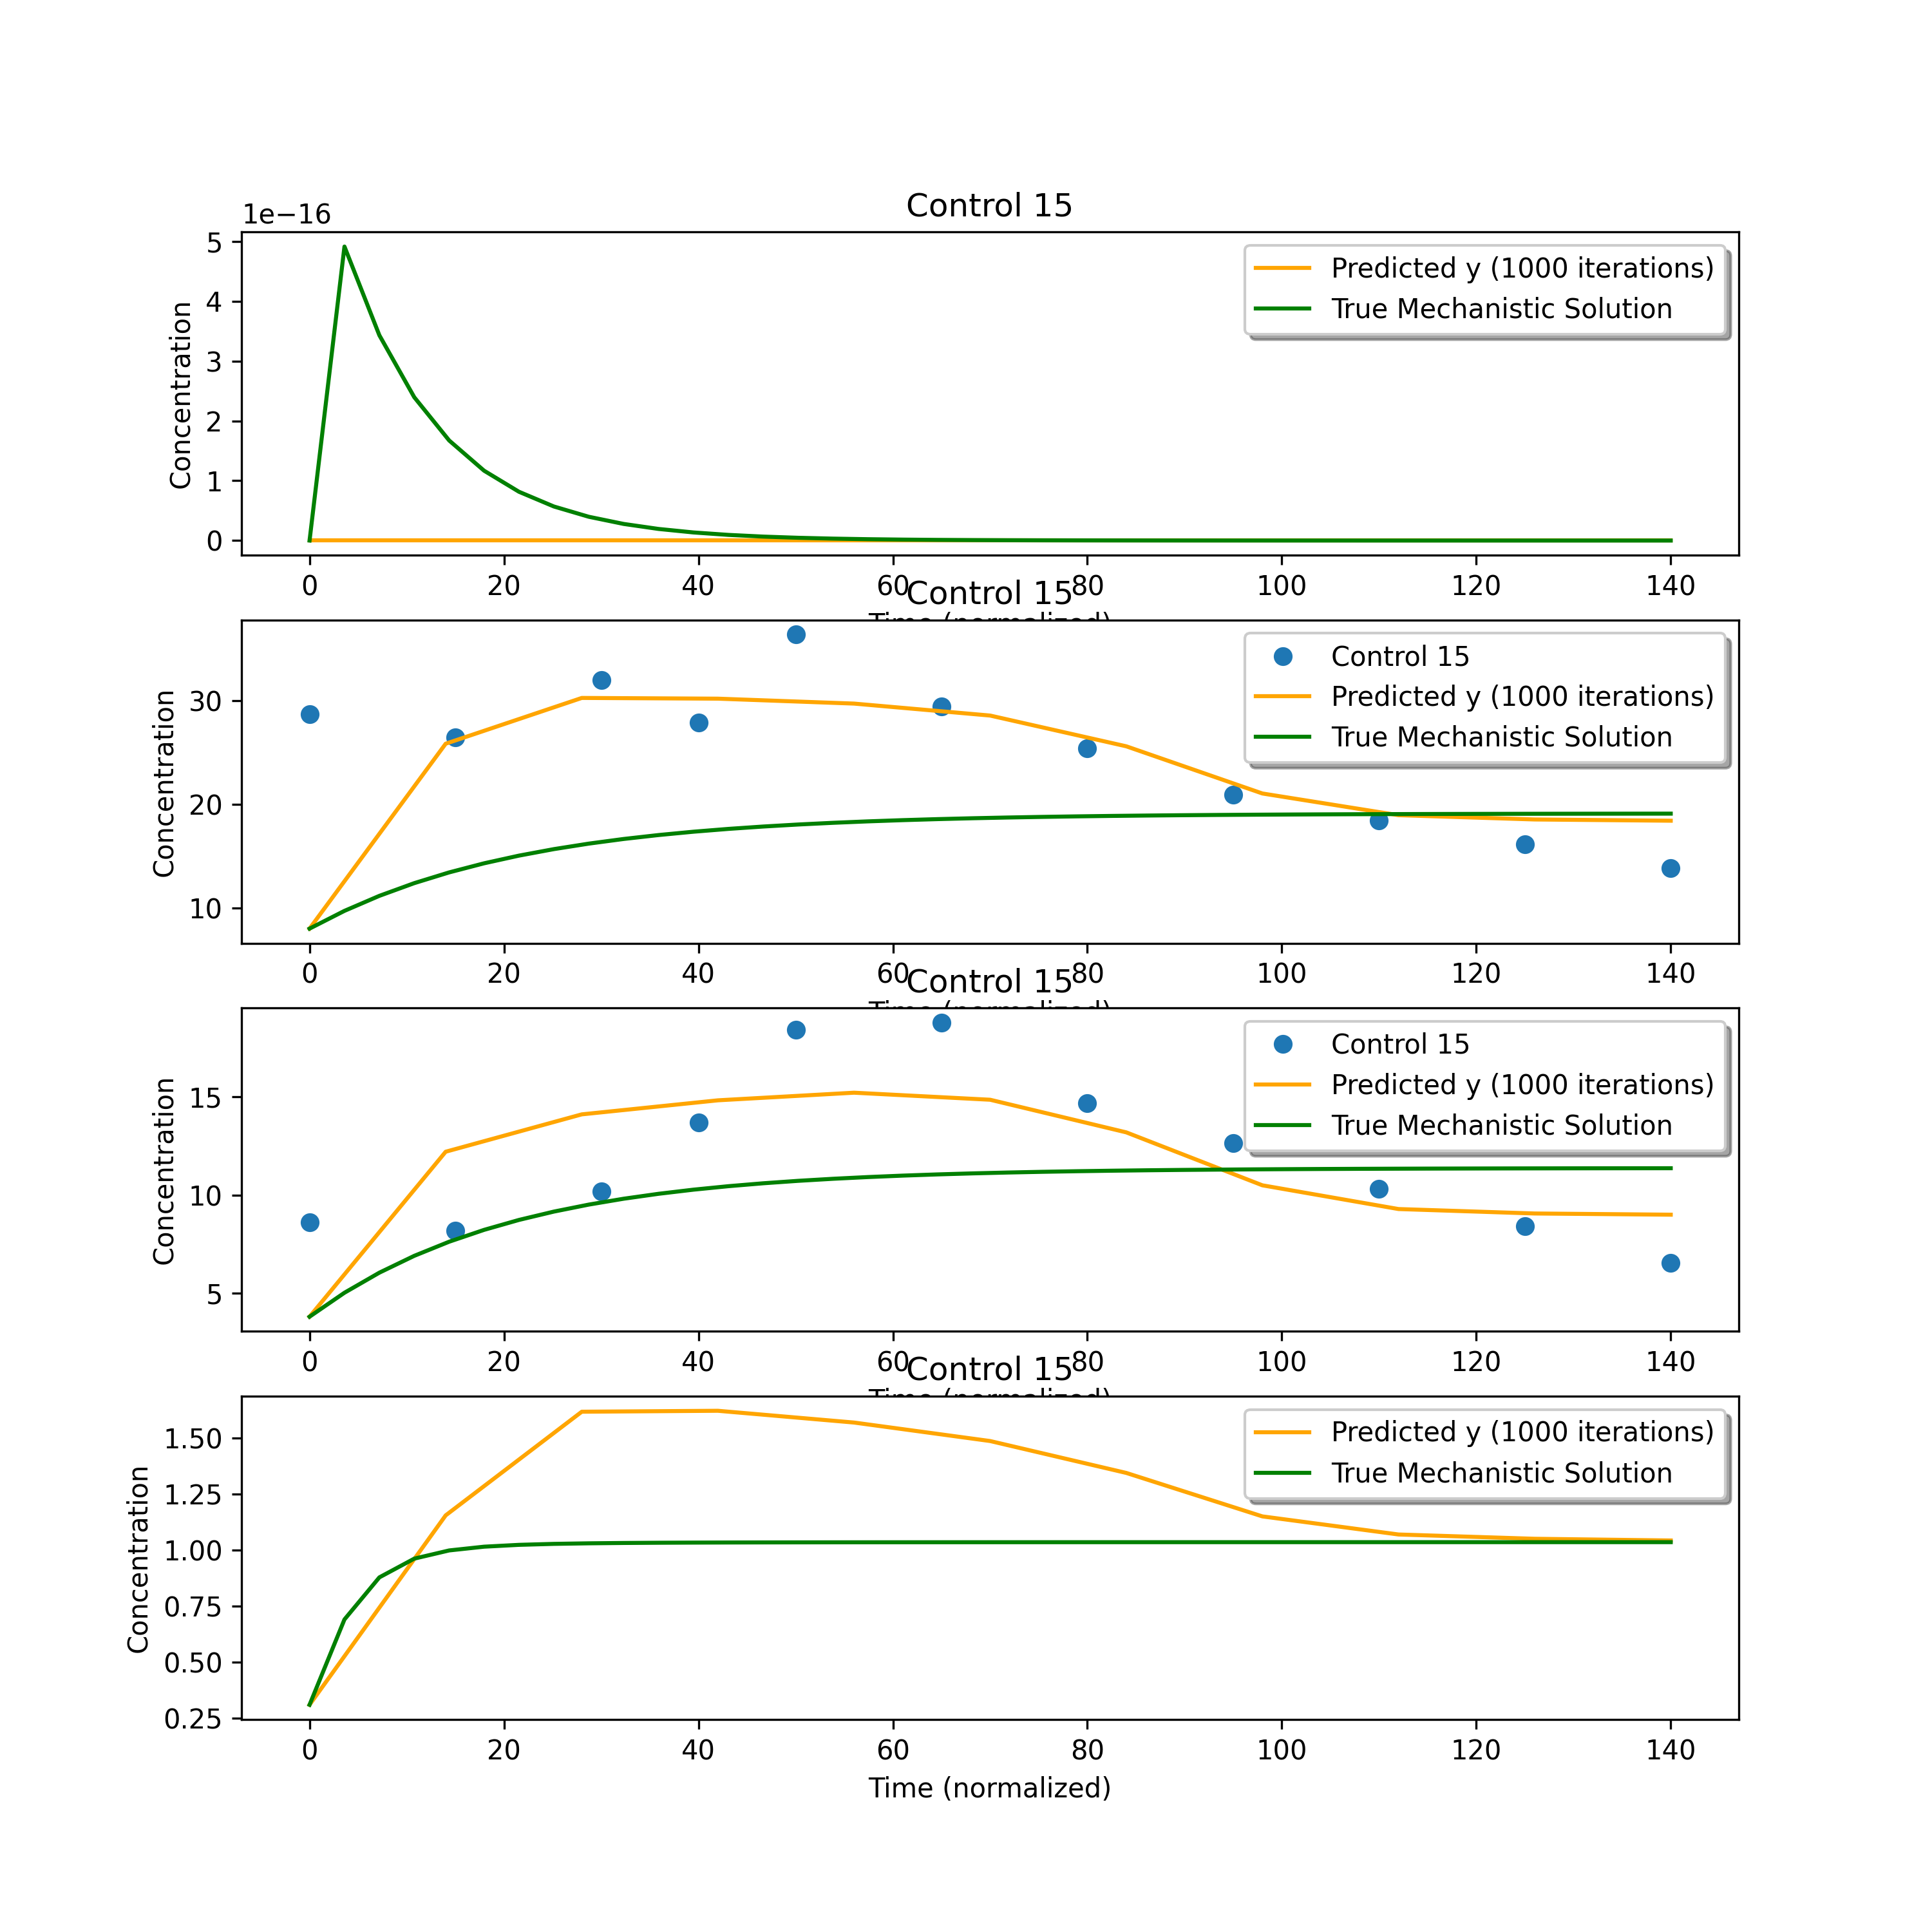 Control 15
1e−16
5
4
3
2
1
0
Concentration
Predicted y (1000 iterations)
True Mechanistic Solution
0 20 40 60 80 100 120 140
Control 15
30
20
10
Concentration
Control 15
Predicted y (1000 iterations)
True Mechanistic Solution
0 20 40 60 80 100 120 140
Control 15
15
10
5
Concentration
Control 15
Predicted y (1000 iterations)
True Mechanistic Solution
0 20 40 60 80 100 120 140
Control 15
1.50
1.25
1.00
0.75
0.50
0.25
Concentration
Predicted y (1000 iterations)
True Mechanistic Solution
0 20 40 60 80 100 120 140
Time (normalized)